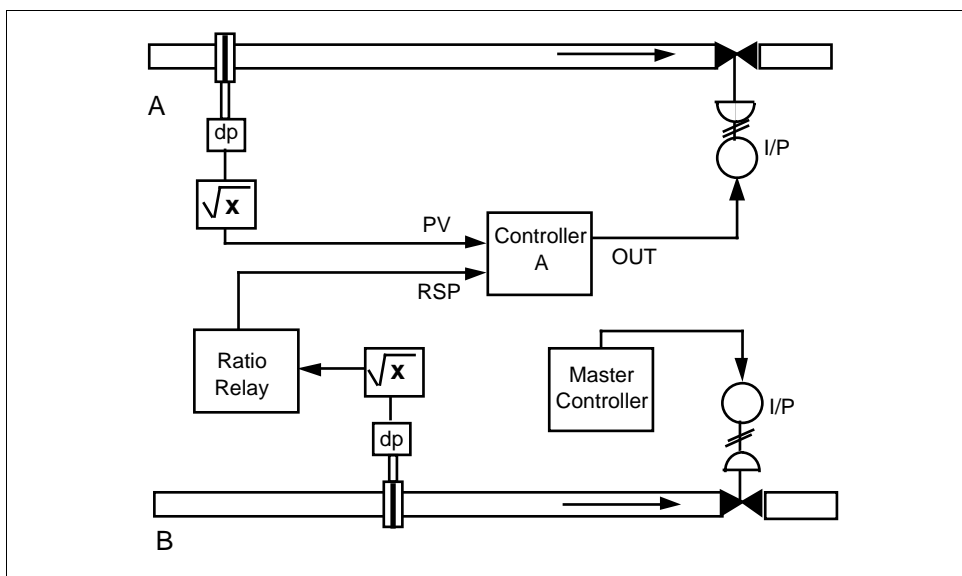 A
dp
I/P
√x
PV
Controller
A
OUT
RSP
Ratio
Relay
√x
Master
Controller
I/P
dp
B